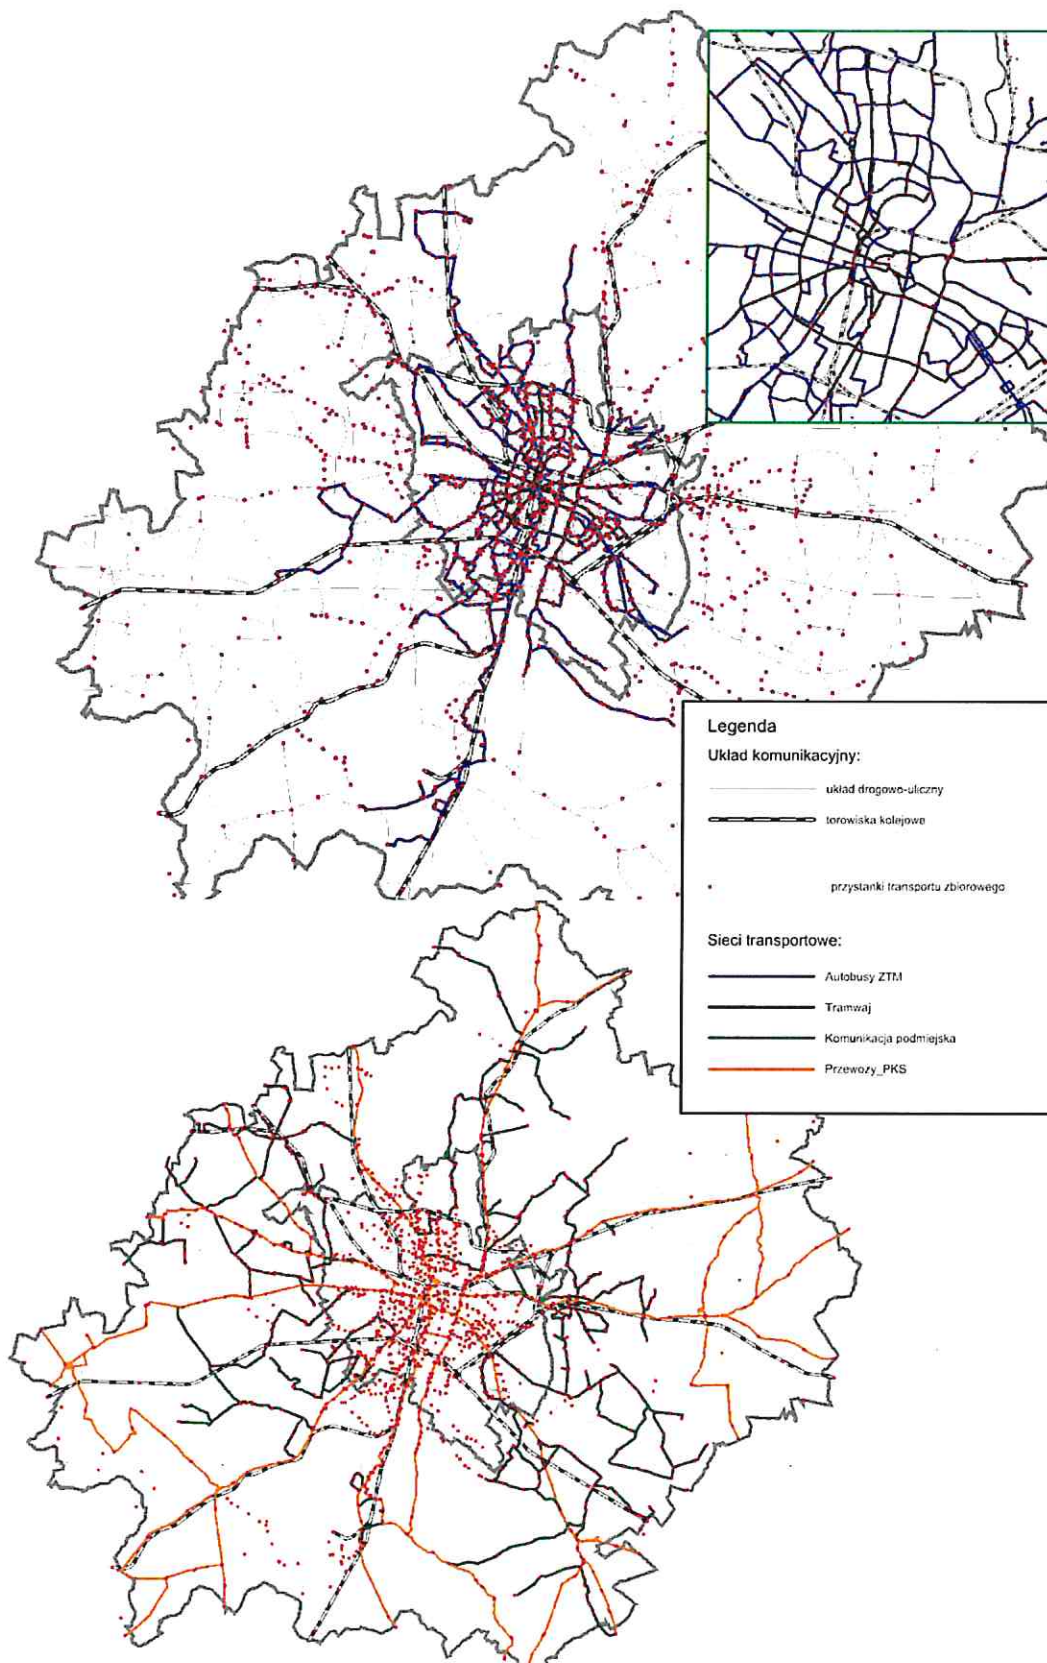 Legenda
Układ komunikacyjny:
układ drogowo-uliczny
torowiska kolejowe
przystanki transportu zbiorowego
Sieci transportowe:
Autobusy ZTM
Tramwaj
Komunikacja podmiejska
Przewozy_PKS